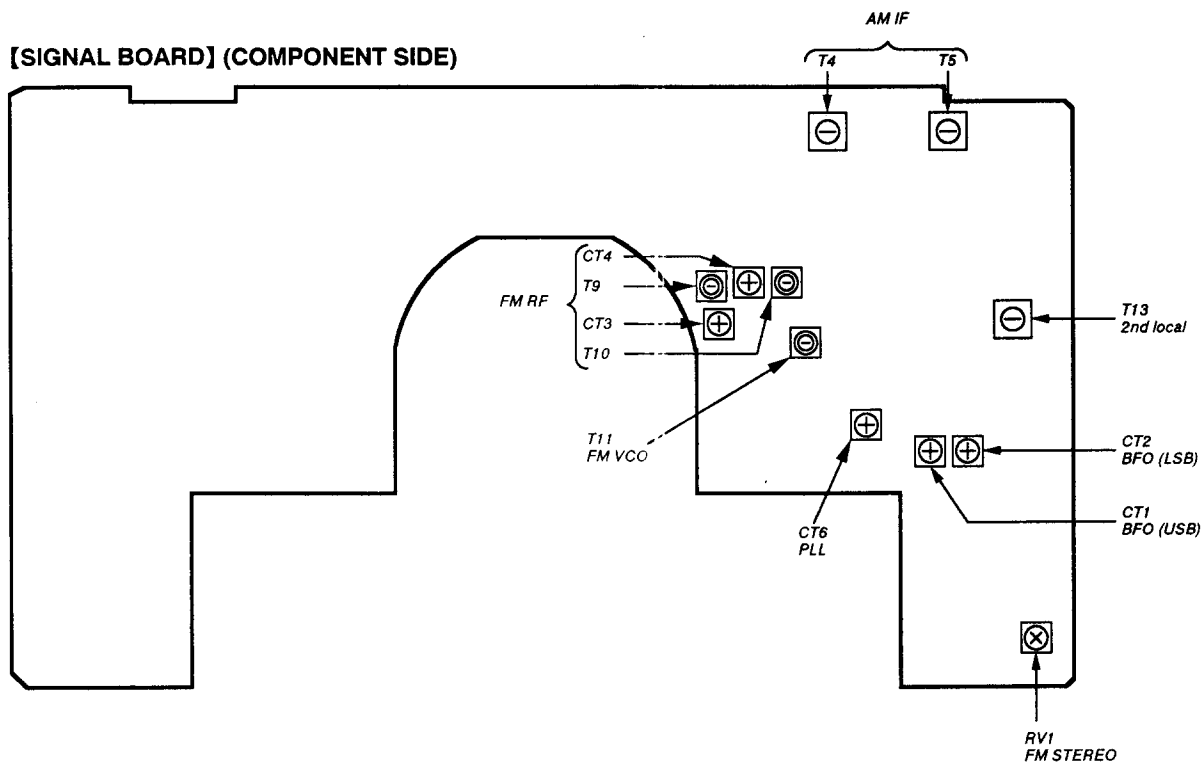 AM IF
【SIGNAL BOARD】 (COMPONENT SIDE)
T4
T5
CT4
T9
FM RF
CT3
T10
T13
2nd local
T11
FM VCO
CT2
BFO (LSB)
CT1
BFO (USB)
CT6
PLL
RV1
FM STEREO